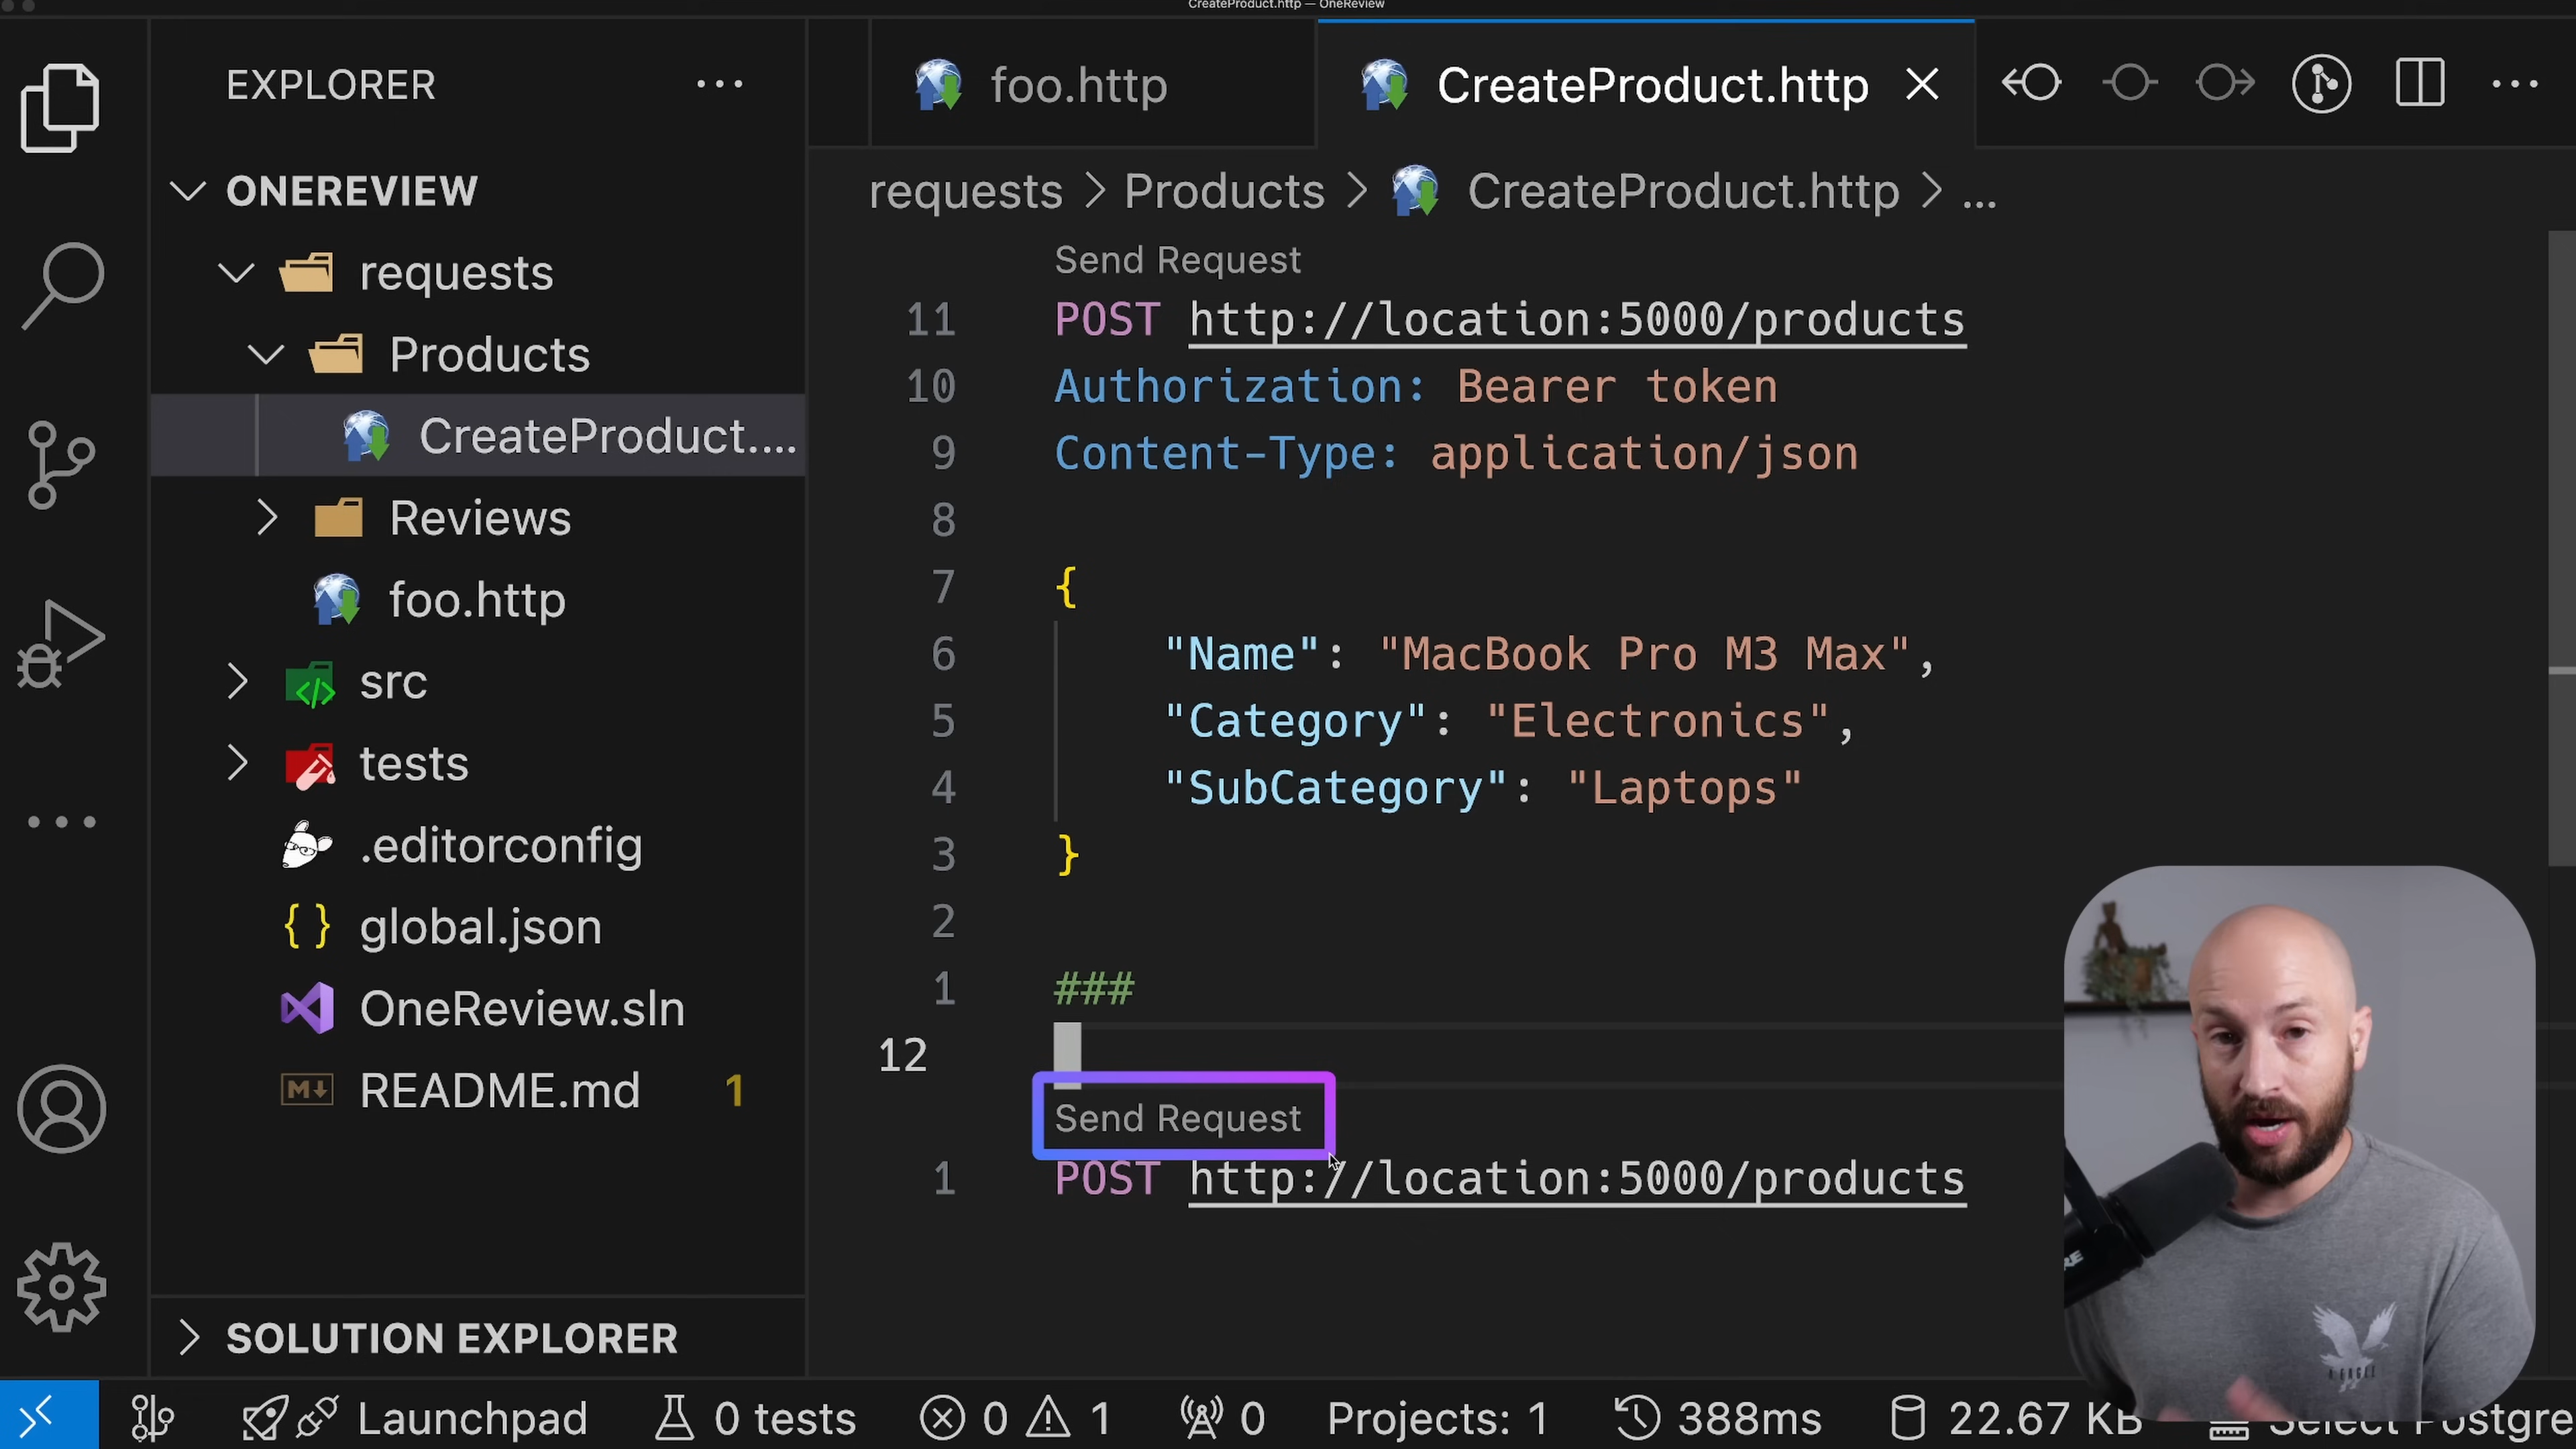 CreateProduct.http — OneReview
EXPLORER
ONEREVIEW
requests
Products
CreateProduct....
Reviews
foo.http
src
tests
.editorconfig
{ } global.json
OneReview.sln
M↓ README.md 1
SOLUTION EXPLORER
foo.http
CreateProduct.http
requests > Products > CreateProduct.http > ...
Send Request
11 POST http://location:5000/products
10 Authorization: Bearer token
9 Content-Type: application/json
8
7 {
6 "Name": "MacBook Pro M3 Max",
5 "Category": "Electronics",
4 "SubCategory": "Laptops"
3 }
2
1 ###
12
Send Request
1 POST http://location:5000/products
Launchpad 0 tests 0 1 0 Projects: 1 388ms 22.67 KB Select Postgre